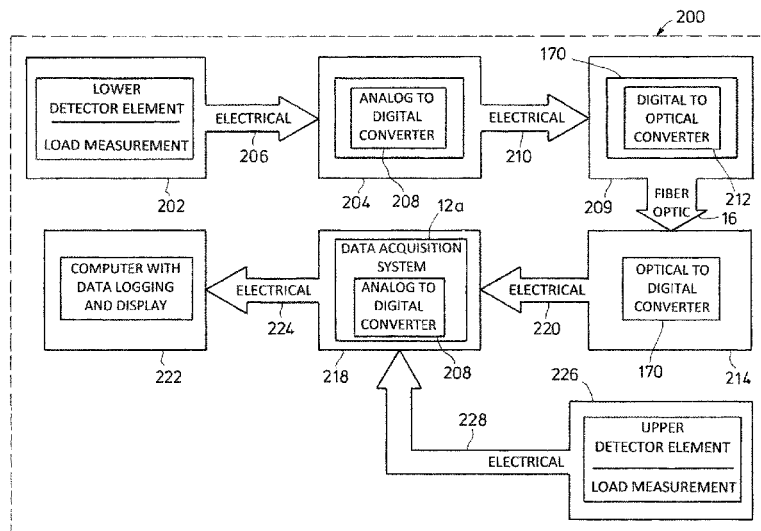 200
LOWER
DETECTOR ELEMENT
LOAD MEASUREMENT
202
ELECTRICAL
206
ANALOG TO
DIGITAL
CONVERTER
204
208
ELECTRICAL
210
170
DIGITAL TO
OPTICAL
CONVERTER
209
212
FIBER
OPTIC
16
COMPUTER WITH
DATA LOGGING
AND DISPLAY
222
ELECTRICAL
224
12a
DATA ACQUISITION
SYSTEM
ANALOG TO
DIGITAL
CONVERTER
218
208
ELECTRICAL
220
OPTICAL TO
DIGITAL
CONVERTER
170
214
226
228
ELECTRICAL
UPPER
DETECTOR ELEMENT
LOAD MEASUREMENT